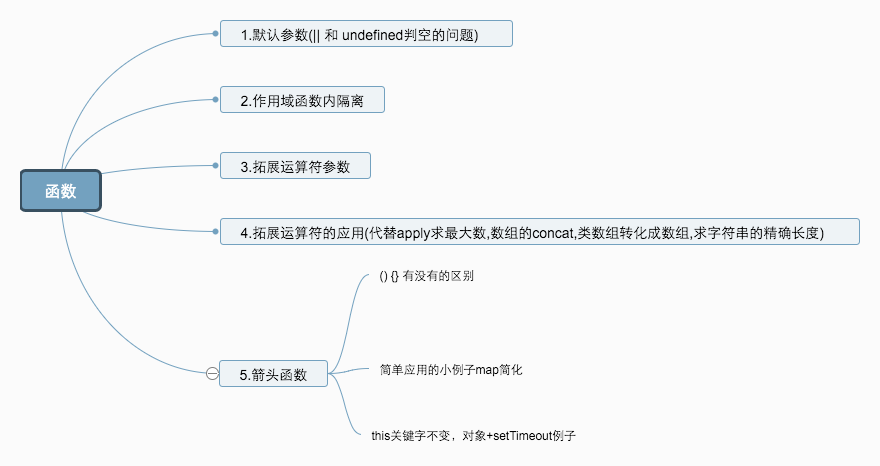 1.默认参数(|| 和 undefined判空的问题)
2.作用域函数内隔离
3.拓展运算符参数
函数
4.拓展运算符的应用(代替apply求最大数,数组的concat,类数组转化成数组,求字符串的精确长度)
() {} 有没有的区别
5.箭头函数
简单应用的小例子map简化
this关键字不变，对象+setTimeout例子